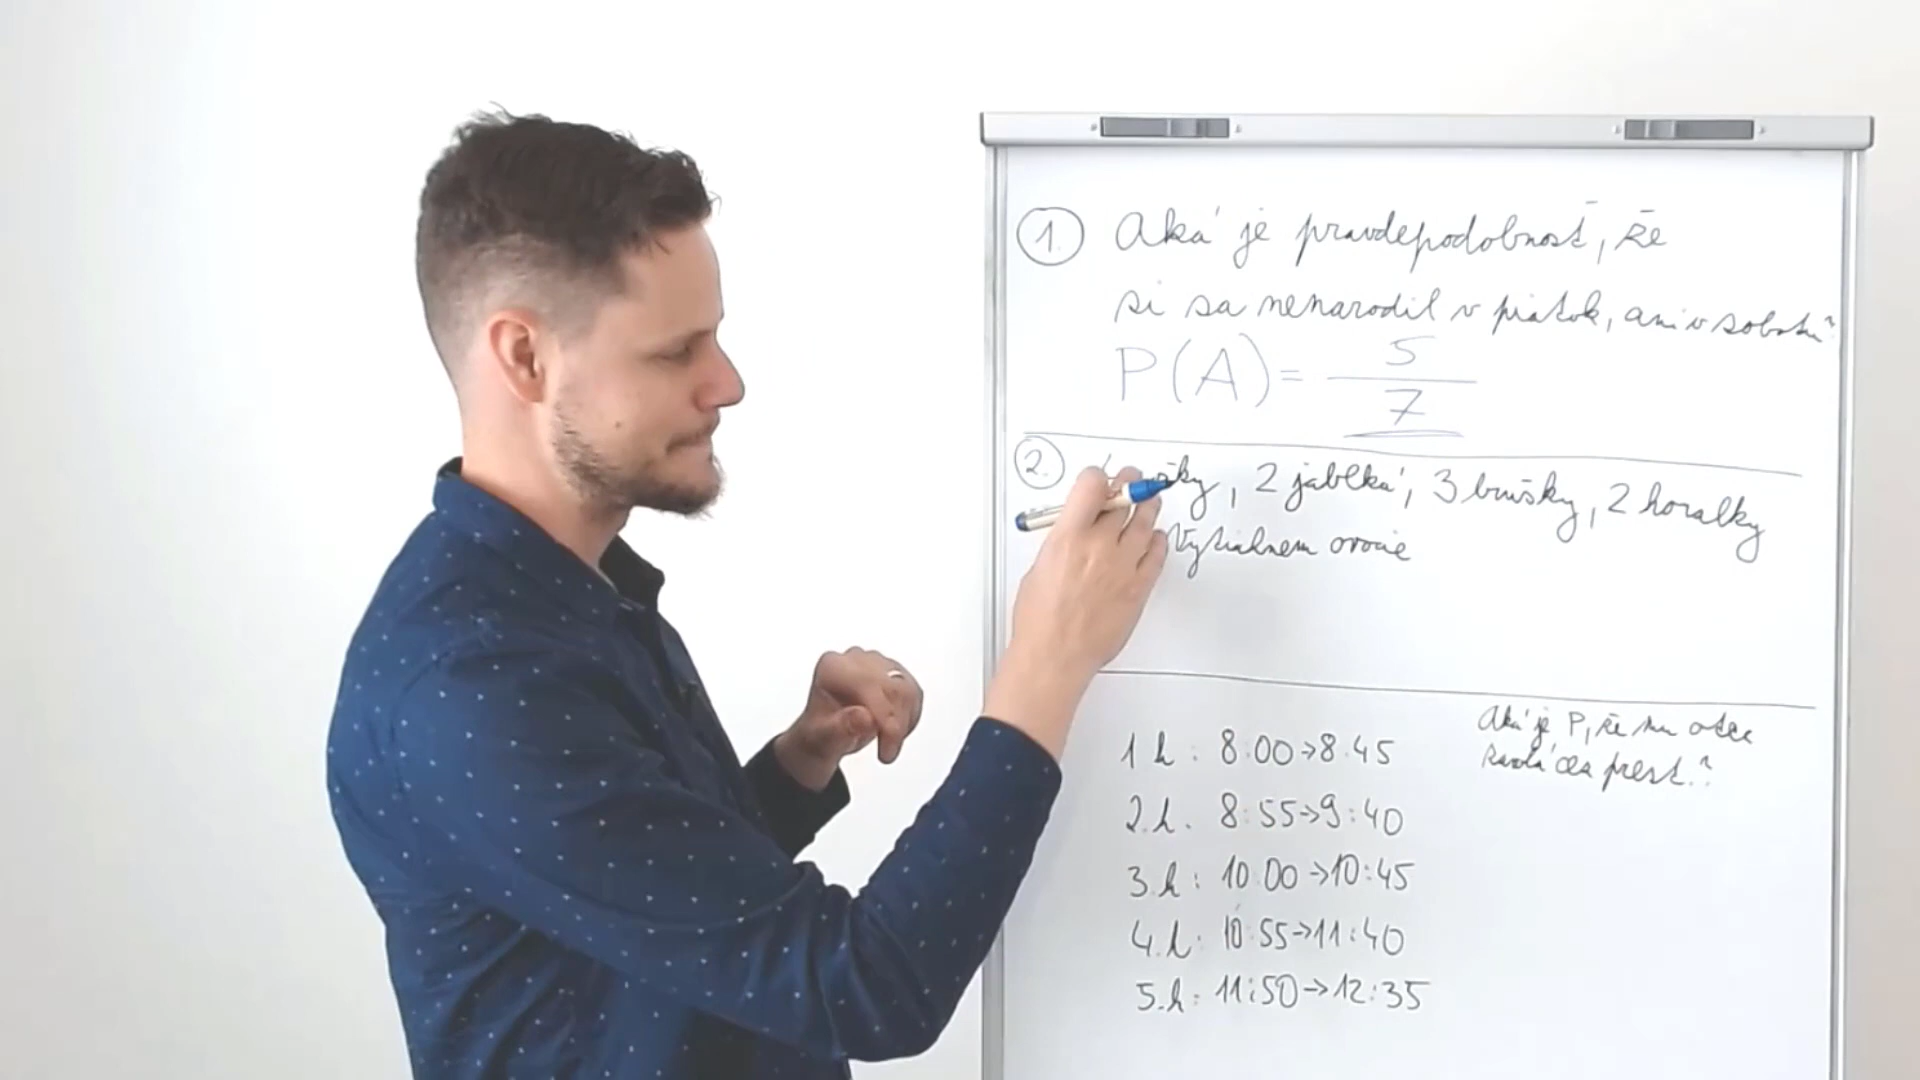 1. Aká je pravdepodobnosť, že
si sa nenarodil v piatok, ani v sobotu?
P(A) = 5
7
2. šky, 2 jablká, 3 hrušky, 2 horalky
Vytiahnem ovocie
Aká je P, že mu otec
zavolá cez prest.?
1 h: 8:00→8.45
2.h. 8:55→9:40
3.h: 10:00→10:45
4.h: 10:55→11:40
5.h: 11:50→12:35